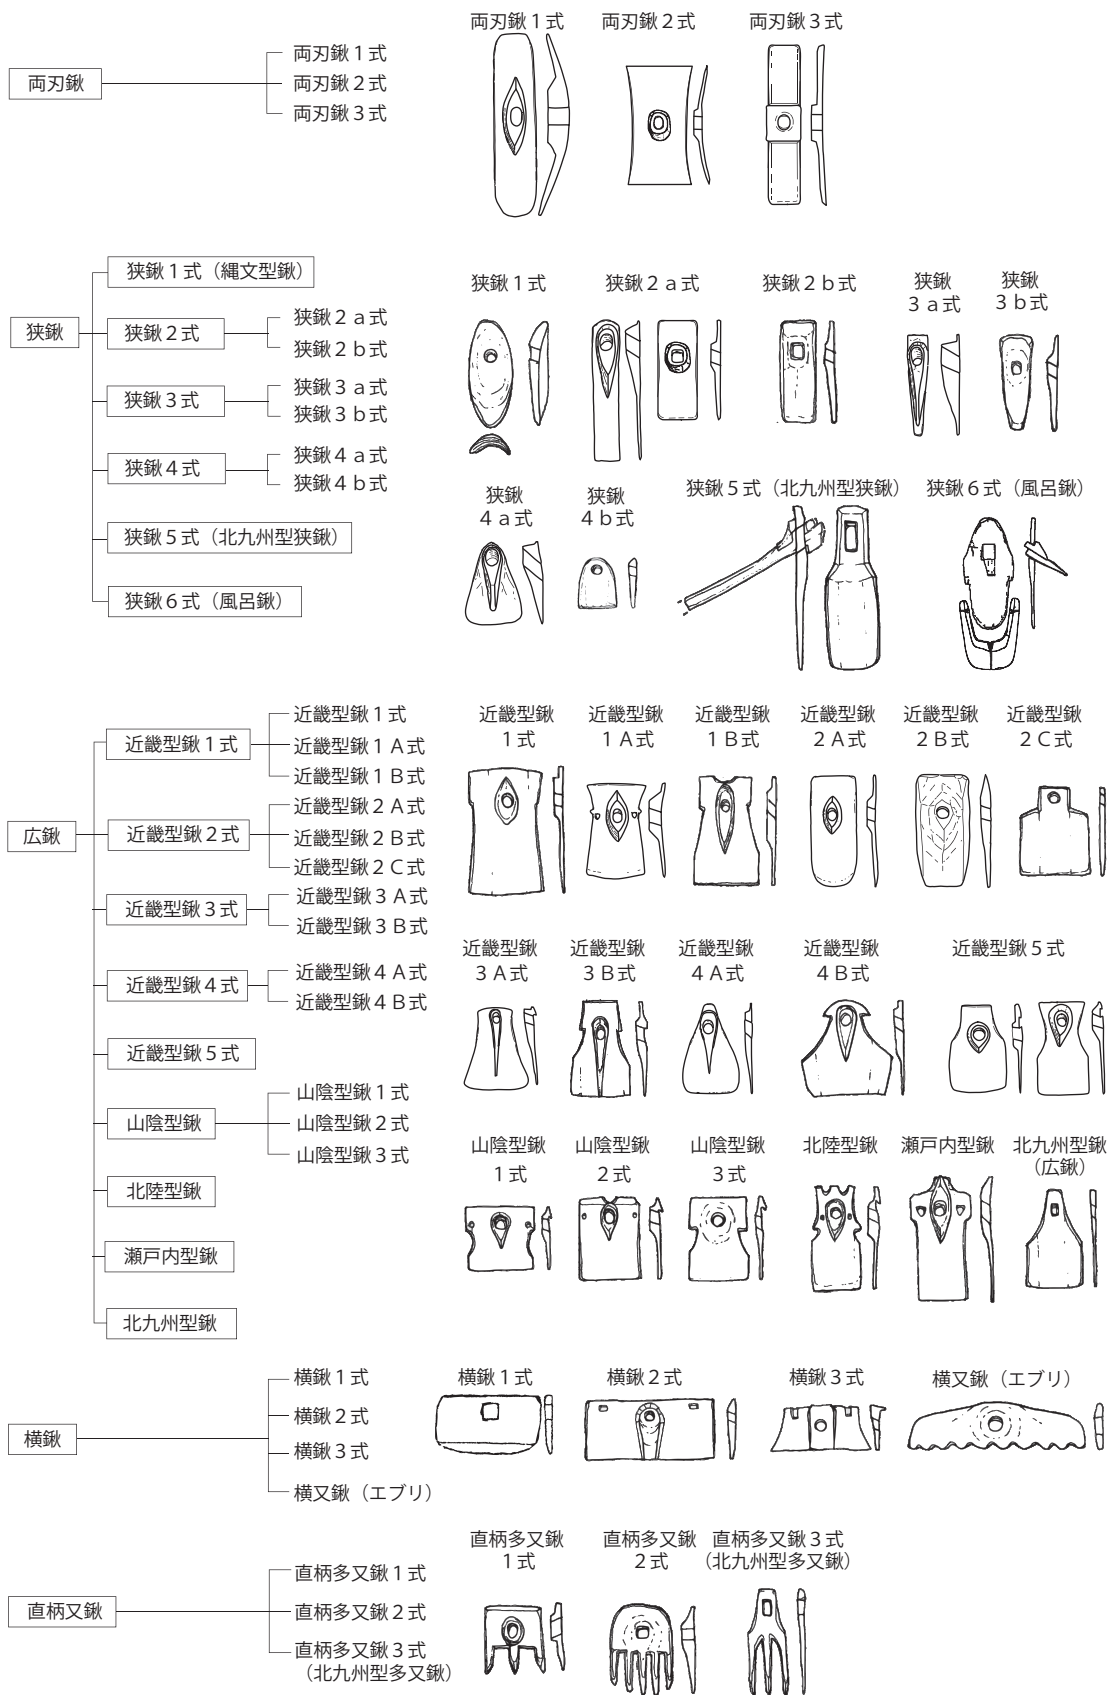 両刃鍬
両刃鍬１式
両刃鍬２式
両刃鍬３式
両刃鍬１式
両刃鍬２式
両刃鍬３式
狭鍬
狭鍬１式（縄文型鍬）
狭鍬２式
狭鍬２ａ式
狭鍬２ｂ式
狭鍬３式
狭鍬３ａ式
狭鍬３ｂ式
狭鍬４式
狭鍬４ａ式
狭鍬４ｂ式
狭鍬５式（北九州型狭鍬）
狭鍬６式（風呂鍬）
狭鍬１式
狭鍬２ａ式
狭鍬２ｂ式
狭鍬
３ａ式
狭鍬
３ｂ式
狭鍬
４ａ式
狭鍬
４ｂ式
狭鍬５式（北九州型狭鍬）
狭鍬６式（風呂鍬）
広鍬
近畿型鍬１式
近畿型鍬１式
近畿型鍬１Ａ式
近畿型鍬１Ｂ式
近畿型鍬２式
近畿型鍬２Ａ式
近畿型鍬２Ｂ式
近畿型鍬２Ｃ式
近畿型鍬３式
近畿型鍬３Ａ式
近畿型鍬３Ｂ式
近畿型鍬４式
近畿型鍬４Ａ式
近畿型鍬４Ｂ式
近畿型鍬５式
山陰型鍬
山陰型鍬１式
山陰型鍬２式
山陰型鍬３式
北陸型鍬
瀬戸内型鍬
北九州型鍬
近畿型鍬
１式
近畿型鍬
１Ａ式
近畿型鍬
１Ｂ式
近畿型鍬
２Ａ式
近畿型鍬
２Ｂ式
近畿型鍬
２Ｃ式
近畿型鍬
３Ａ式
近畿型鍬
３Ｂ式
近畿型鍬
４Ａ式
近畿型鍬
４Ｂ式
近畿型鍬５式
山陰型鍬
１式
山陰型鍬
２式
山陰型鍬
３式
北陸型鍬
瀬戸内型鍬
北九州型鍬
（広鍬）
横鍬
横鍬１式
横鍬２式
横鍬３式
横又鍬（エブリ）
横鍬１式
横鍬２式
横鍬３式
横又鍬（エブリ）
直柄又鍬
直柄多又鍬１式
直柄多又鍬２式
直柄多又鍬３式
（北九州型多又鍬）
直柄多又鍬
１式
直柄多又鍬
２式
直柄多又鍬３式
（北九州型多又鍬）